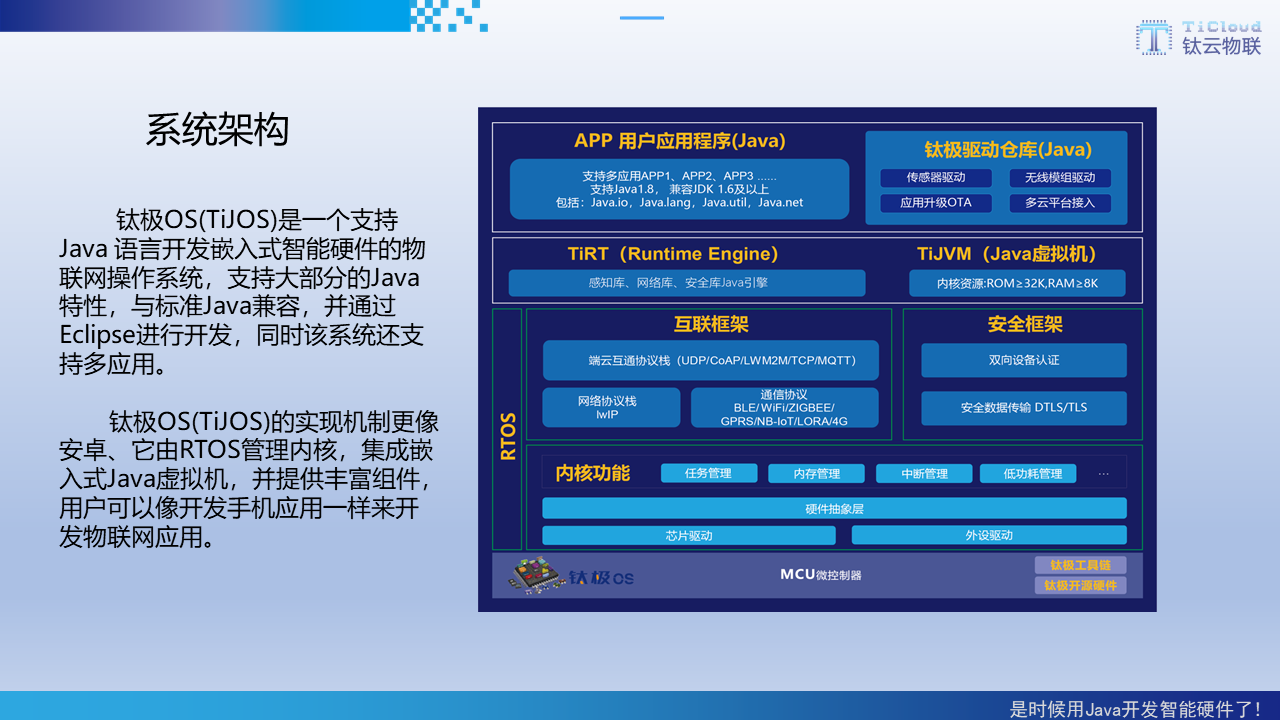 TiCloud
钛云物联
系统架构
钛极OS(TiJOS)是一个支持
Java 语言开发嵌入式智能硬件的物
联网操作系统，支持大部分的Java
特性，与标准Java兼容，并通过
Eclipse进行开发，同时该系统还支
持多应用。
钛极OS(TiJOS)的实现机制更像
安卓、它由RTOS管理内核，集成嵌
入式Java虚拟机，并提供丰富组件，
用户可以像开发手机应用一样来开
发物联网应用。
APP 用户应用程序(Java)
支持多应用APP1、APP2、APP3 ......
支持Java1.8， 兼容JDK 1.6及以上
包括：Java.io，Java.lang，Java.util，Java.net
钛极驱动仓库(Java)
传感器驱动 无线模组驱动
应用升级OTA 多云平台接入
TiRT（Runtime Engine）
感知库、网络库、安全库Java引擎
TiJVM（Java虚拟机）
内核资源:ROM≥32K,RAM≥8K
RTOS
互联框架
端云互通协议栈（UDP/CoAP/LWM2M/TCP/MQTT）
网络协议栈
lwIP
通信协议
BLE/WiFi/ZIGBEE/
GPRS/NB-IoT/LORA/4G
安全框架
双向设备认证
安全数据传输 DTLS/TLS
内核功能 任务管理 内存管理 中断管理 低功耗管理 …
硬件抽象层
芯片驱动 外设驱动
钛极OS
MCU微控制器
钛极工具链
钛极开源硬件
是时候用Java开发智能硬件了！